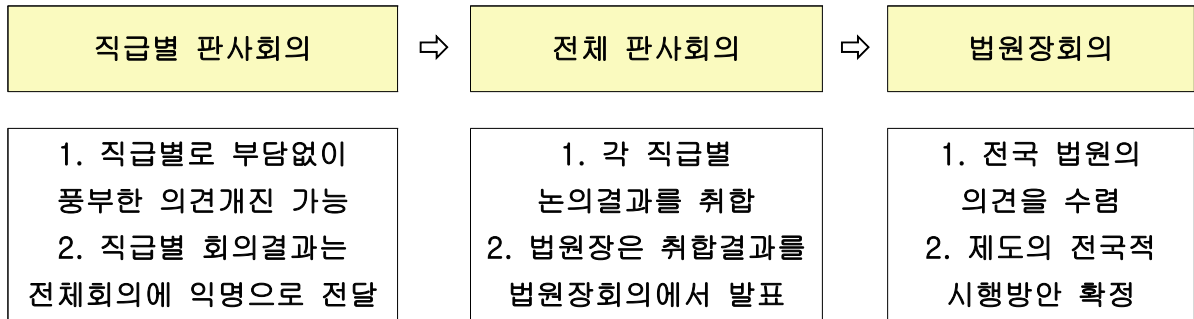 직급별 판사회의 ⇨ 전체 판사회의 ⇨ 법원장회의
1. 직급별로 부담없이
풍부한 의견개진 가능
2. 직급별 회의결과는
전체회의에 익명으로 전달
1. 각 직급별
논의결과를 취합
2. 법원장은 취합결과를
법원장회의에서 발표
1. 전국 법원의
의견을 수렴
2. 제도의 전국적
시행방안 확정